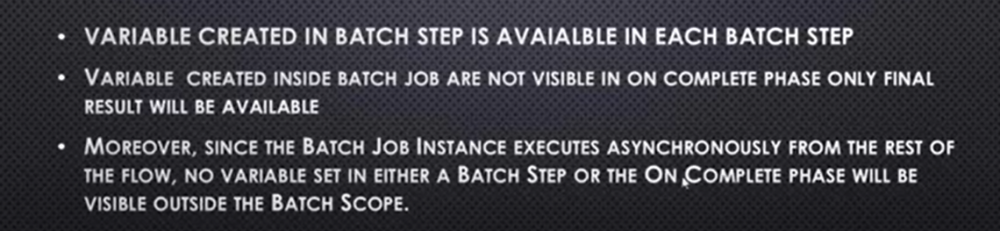 • VARIABLE CREATED IN BATCH STEP IS AVAIALBLE IN EACH BATCH STEP
• VARIABLE CREATED INSIDE BATCH JOB ARE NOT VISIBLE IN ON COMPLETE PHASE ONLY FINAL
RESULT WILL BE AVAILABLE
• MOREOVER, SINCE THE BATCH JOB INSTANCE EXECUTES ASYNCHRONOUSLY FROM THE REST OF
THE FLOW, NO VARIABLE SET IN EITHER A BATCH STEP OR THE ON COMPLETE PHASE WILL BE
VISIBLE OUTSIDE THE BATCH SCOPE.